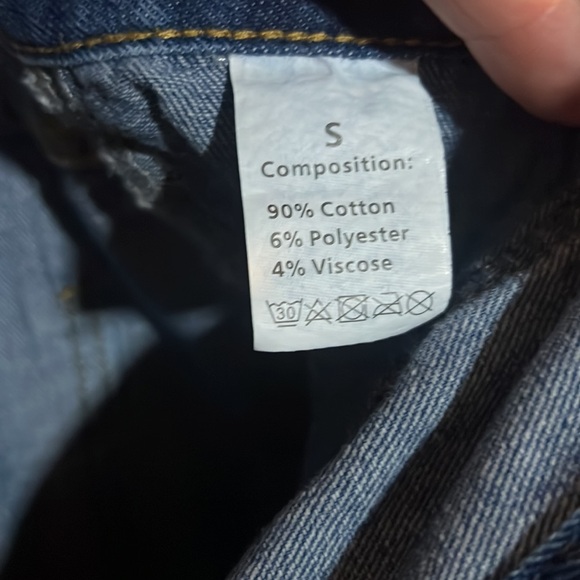 S
Composition:
90% Cotton
6% Polyester
4% Viscose
30